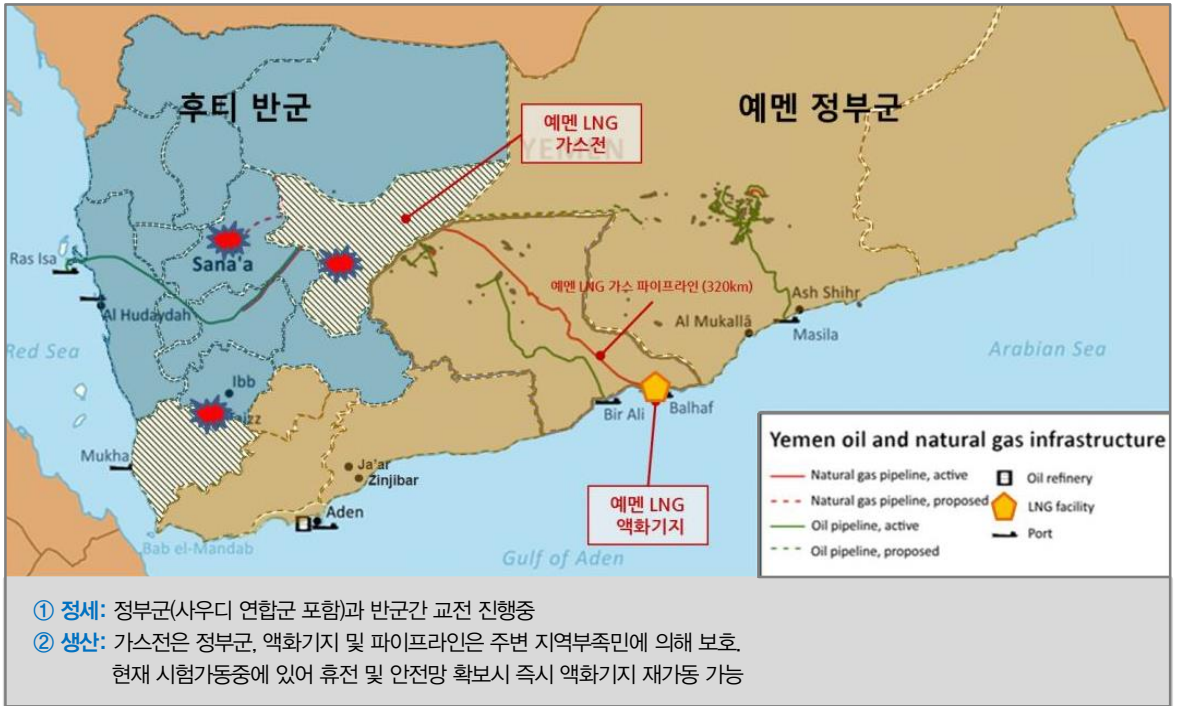 후티 반군
예멘 정부군
예멘 LNG
가스전
YEMEN
Ras Isa
Sana'a
예멘 LNG 가스 파이프라인 (320km)
Al Hudaydah
Ash Shihr
Al Mukallā
Masila
Red Sea
Arabian Sea
Ibb
Bir Ali
Balhaf
Mukha
Ja'ar
Zinjibar
Aden
예멘 LNG
액화기지
Bab el-Mandab
Gulf of Aden
Yemen oil and natural gas infrastructure
Natural gas pipeline, active
Oil refinery
Natural gas pipeline, proposed
LNG facility
Oil pipeline, active
Port
Oil pipeline, proposed
① 정세: 정부군(사우디 연합군 포함)과 반군간 교전 진행중
② 생산: 가스전은 정부군, 액화기지 및 파이프라인은 주변 지역부족민에 의해 보호.
현재 시험가동중에 있어 휴전 및 안전망 확보시 즉시 액화기지 재가동 가능